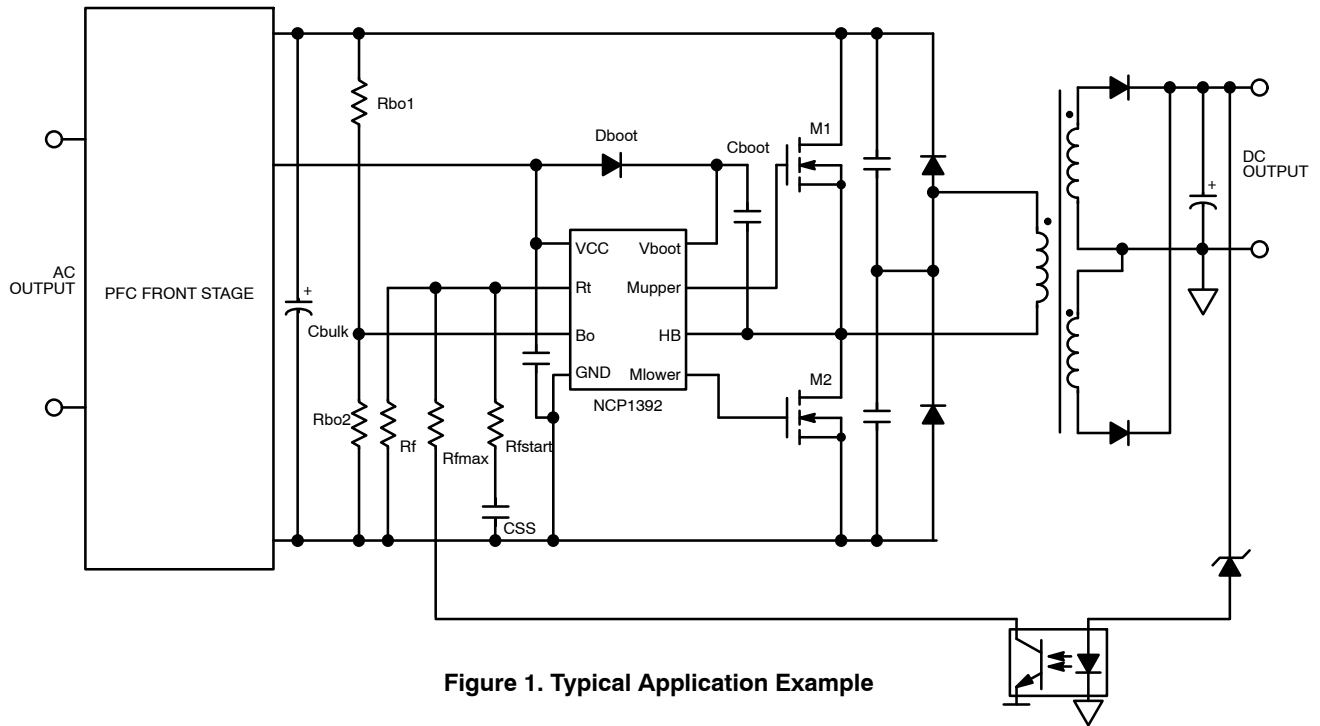 Rbo1
Dboot
Cboot
M1
DC
OUTPUT
+
VCC
Vboot
AC
OUTPUT
PFC FRONT STAGE
+
Rt
Mupper
Cbulk
Bo
HB
GND
Mlower
M2
NCP1392
Rbo2
Rf
Rfmax
Rfstart
CSS
Figure 1. Typical Application Example